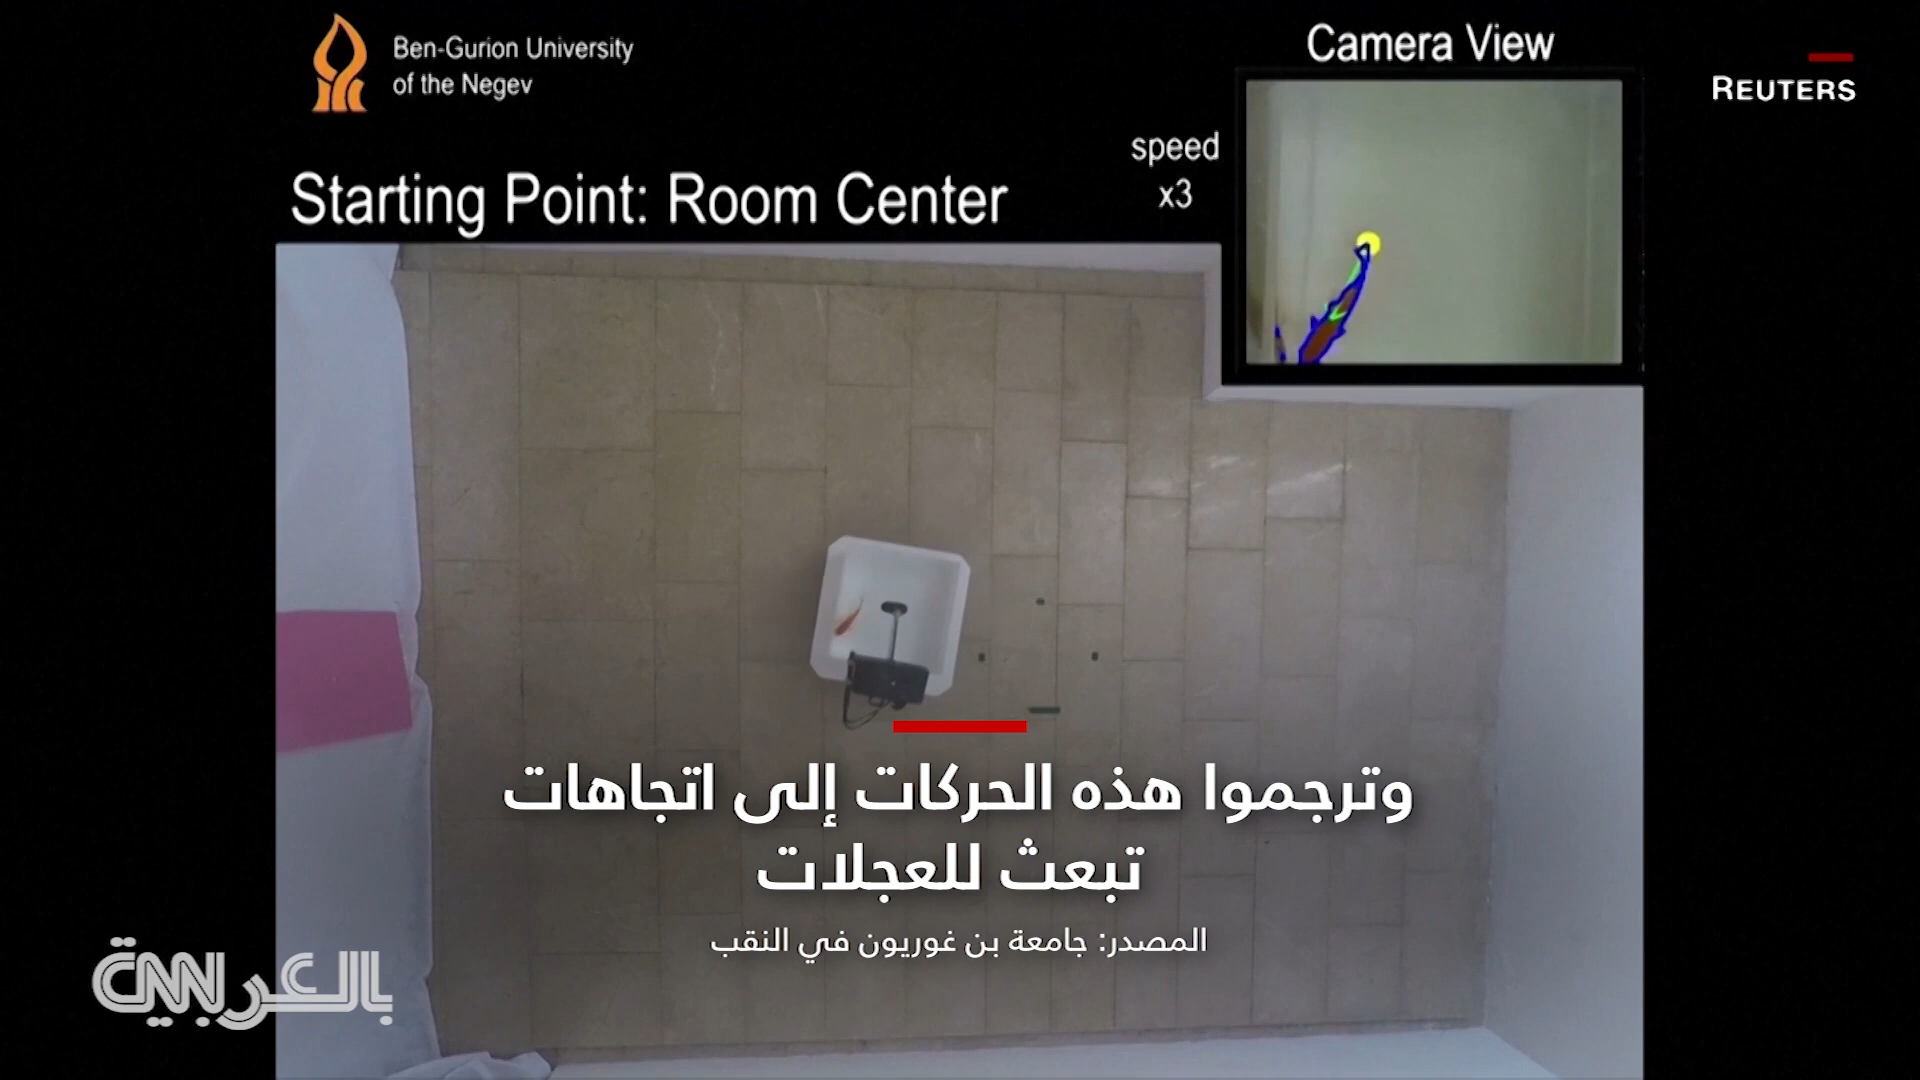 Ben-Gurion University
of the Negev
Camera View
REUTERS
speed
x3
Starting Point: Room Center
وترجموا هذه الحركات إلى اتجاهات
تبعث للعجلات
المصدر: جامعة بن غوريون في النقب
CNN بالعربية